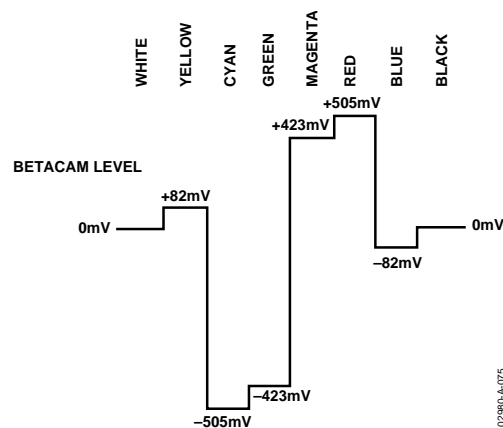 WHITE
YELLOW
CYAN
GREEN
MAGENTA
RED
BLUE
BLACK
+505mV
+423mV
BETACAM LEVEL
+82mV
0mV
0mV
–82mV
–423mV
–505mV
02980-A-075